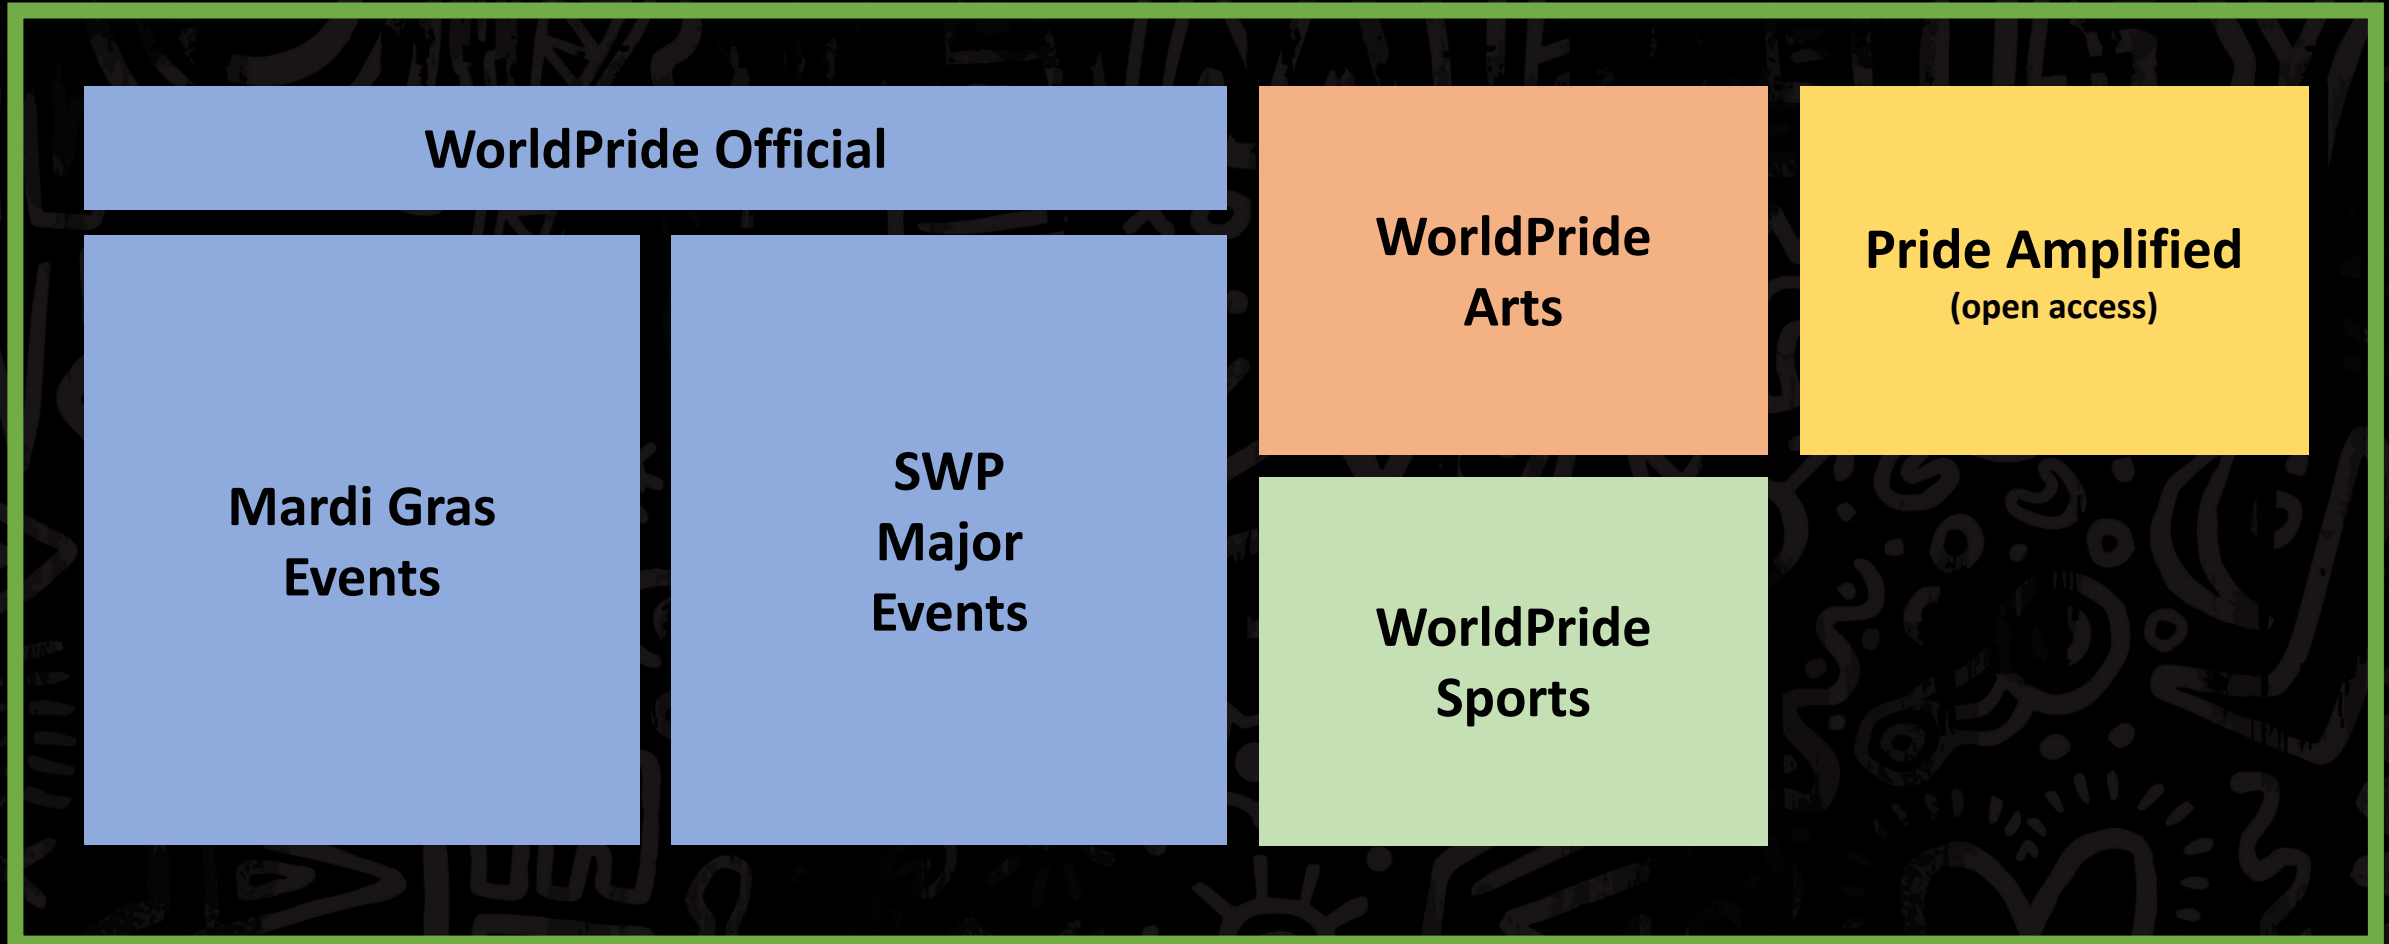 WorldPride Official
Mardi Gras
Events
SWP
Major
Events
WorldPride
Arts
WorldPride
Sports
Pride Amplified
(open access)